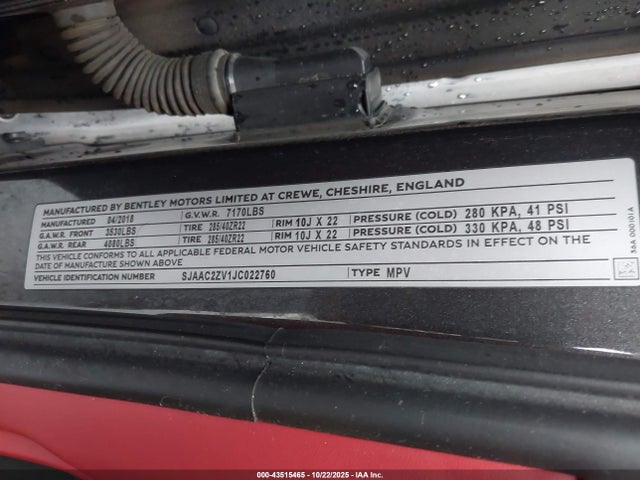 MANUFACTURED BY BENTLEY MOTORS LIMITED AT CREWE, CHESHIRE, ENGLAND
MANUFACTURED 04/2018 G.V.W.R. 7170LBS
G.A.W.R. FRONT 3530LBS TIRE 285/40ZR22 RIM 10J X 22 PRESSURE (COLD) 280 KPA, 41 PSI
G.A.W.R. REAR 4080LBS TIRE 285/40ZR22 RIM 10J X 22 PRESSURE (COLD) 330 KPA, 48 PSI
THIS VEHICLE CONFORMS TO ALL APPLICABLE FEDERAL MOTOR VEHICLE SAFETY STANDARDS IN EFFECT ON THE
DATE OF MANUFACTURE SHOWN ABOVE
VEHICLE IDENTIFICATION NUMBER SJAAC2ZV1JC022760 TYPE MPV
36A 000101A
00-43515465 - 10/22/2025 - IAA Inc.